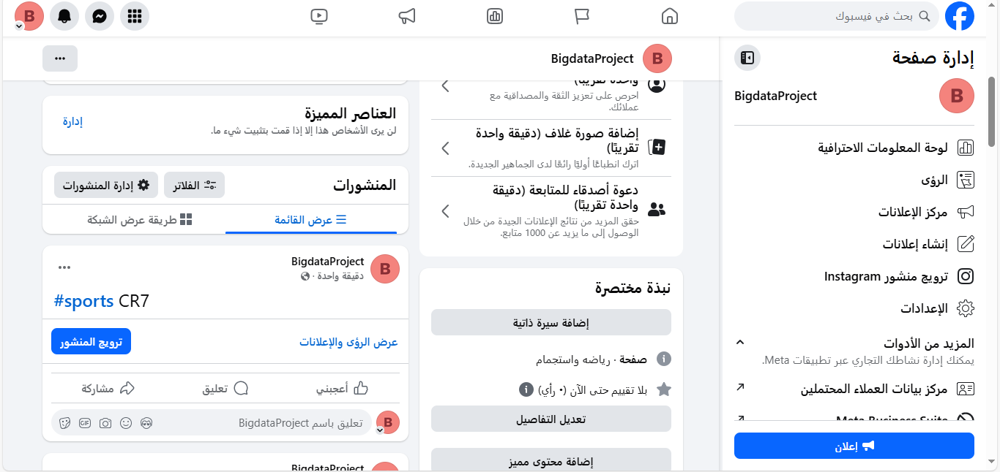 بحث في فيسبوك
B
إدارة صفحة
BigdataProject
B
لوحة المعلومات الاحترافية
الرؤى
مركز الإعلانات
إنشاء إعلانات
ترويج منشور Instagram
الإعدادات
المزيد من الأدوات
يمكنك إدارة نشاطك التجاري عبر تطبيقات Meta.
مركز بيانات العملاء المحتملين
Meta Business Suite
إعلان
B
BigdataProject
واحدة تقريبًا)
احرص على تعزيز الثقة والمصداقية مع
عملائك.
إضافة صورة غلاف (دقيقة واحدة
تقريبًا)
اترك انطباعًا أوليًا رائعًا لدى الجماهير الجديدة.
دعوة أصدقاء للمتابعة (دقيقة
واحدة تقريبًا)
حقق المزيد من نتائج الإعلانات الجيدة من خلال
الوصول إلى ما يزيد عن 1000 متابع.
نبذة مختصرة
إضافة سيرة ذاتية
صفحة · رياضه واستجمام
بلا تقييم حتى الآن (٠ رأي)
تعديل التفاصيل
إضافة محتوى مميز
العناصر المميزة
إدارة
لن يرى الأشخاص هذا إلا إذا قمت بتثبيت شيء ما.
المنشورات
الفلاتر
إدارة المنشورات
عرض القائمة
طريقة عرض الشبكة
B
BigdataProject
دقيقة واحدة ·
#sports CR7
عرض الرؤى والإعلانات
ترويج المنشور
أعجبني
تعليق
مشاركة
B
تعليق باسم BigdataProject
GIF
BigdataProject